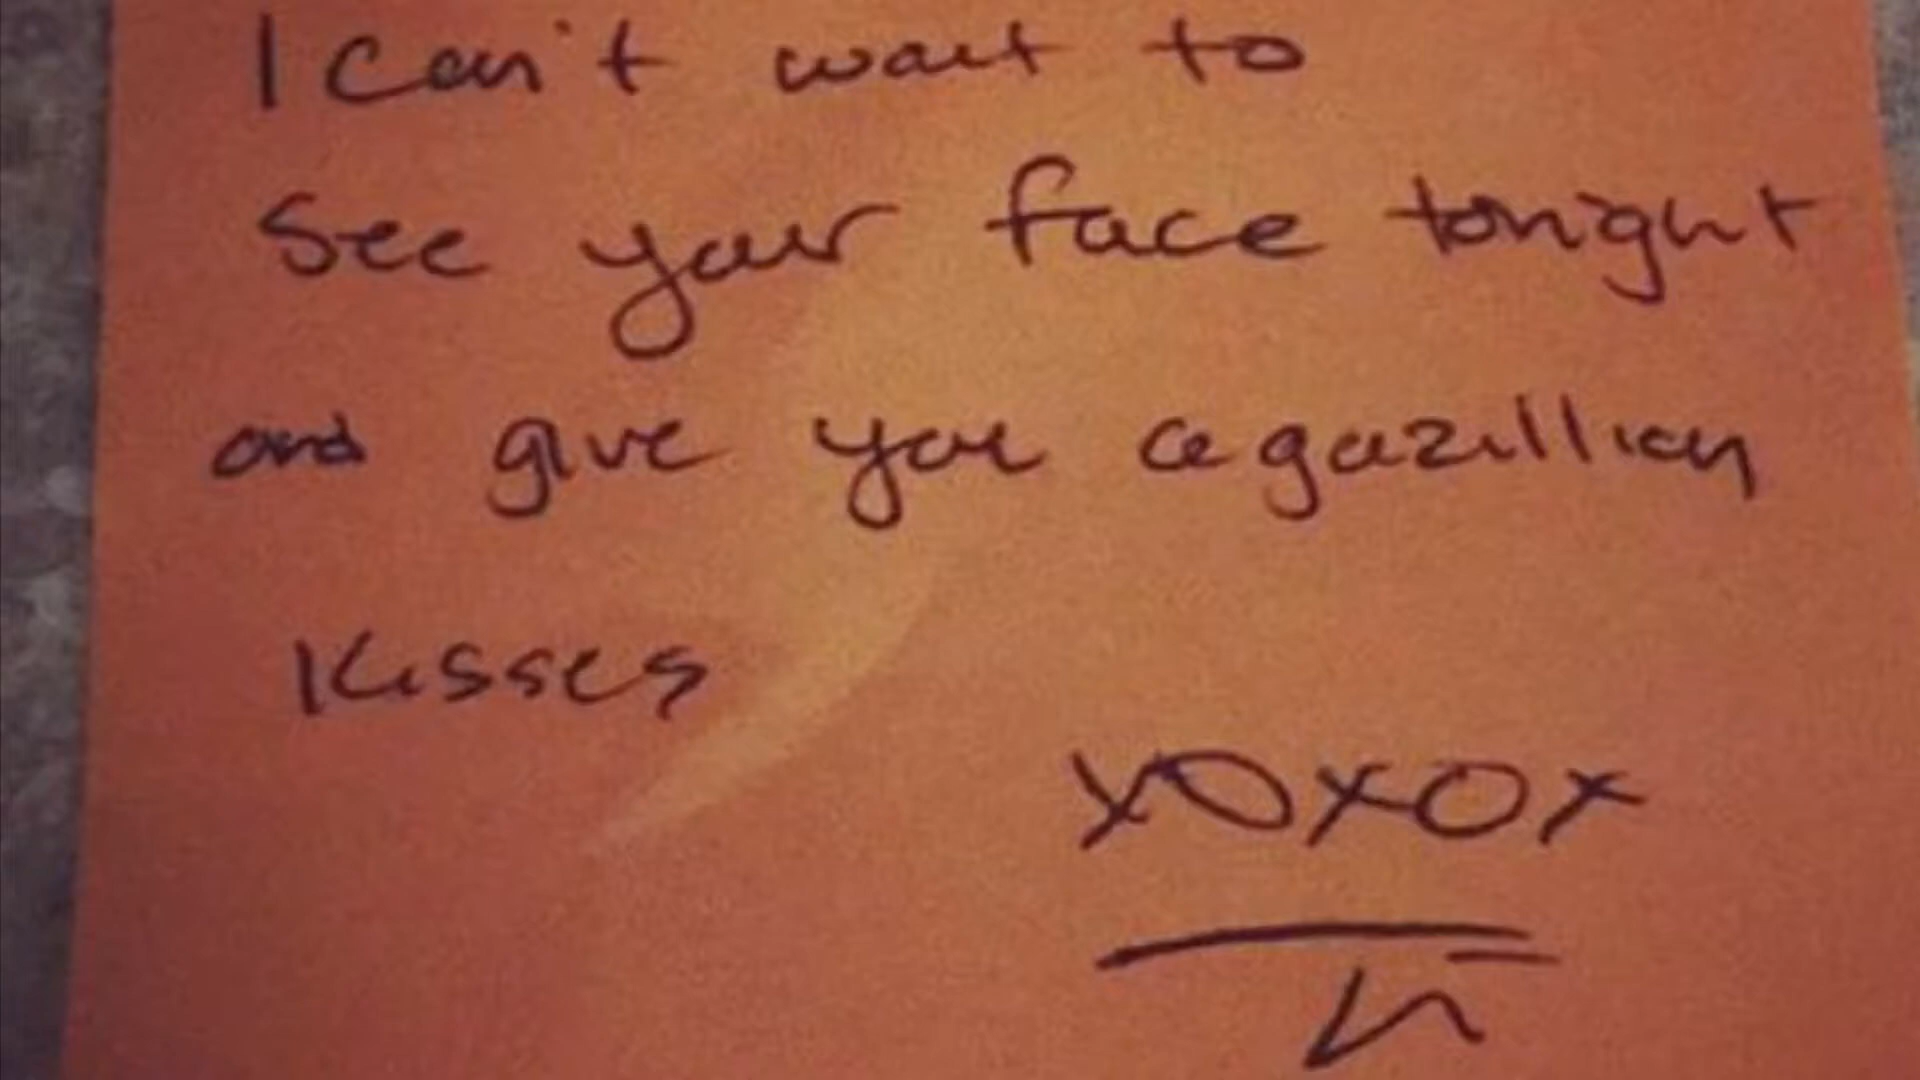 I can't wait to
see your face tonight
and give you a gazillion
kisses
XOXOX